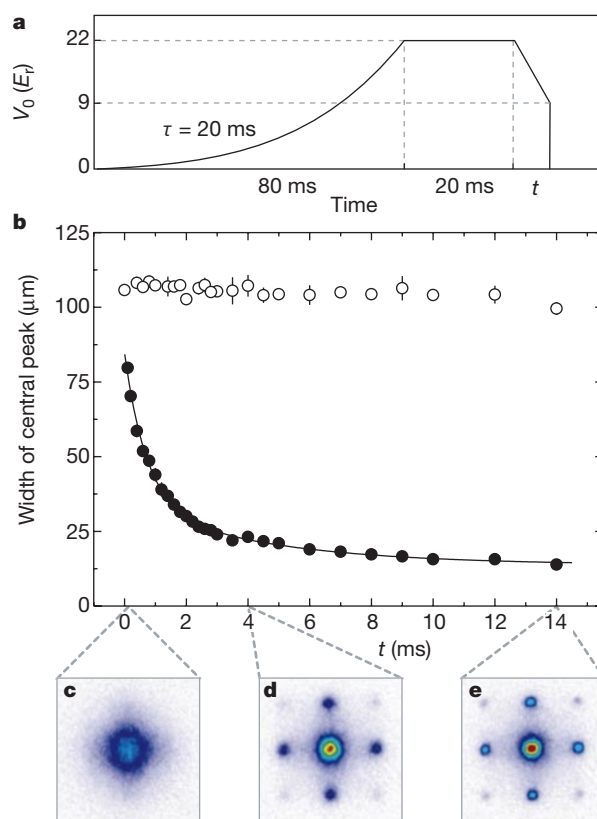 a
22
9
0
V₀ (Eᵣ)
τ = 20 ms
80 ms
20 ms
t
Time
b
125
100
75
50
25
0
Width of central peak (μm)
0 2 4 6 8 10 12 14
t (ms)
c
d
e